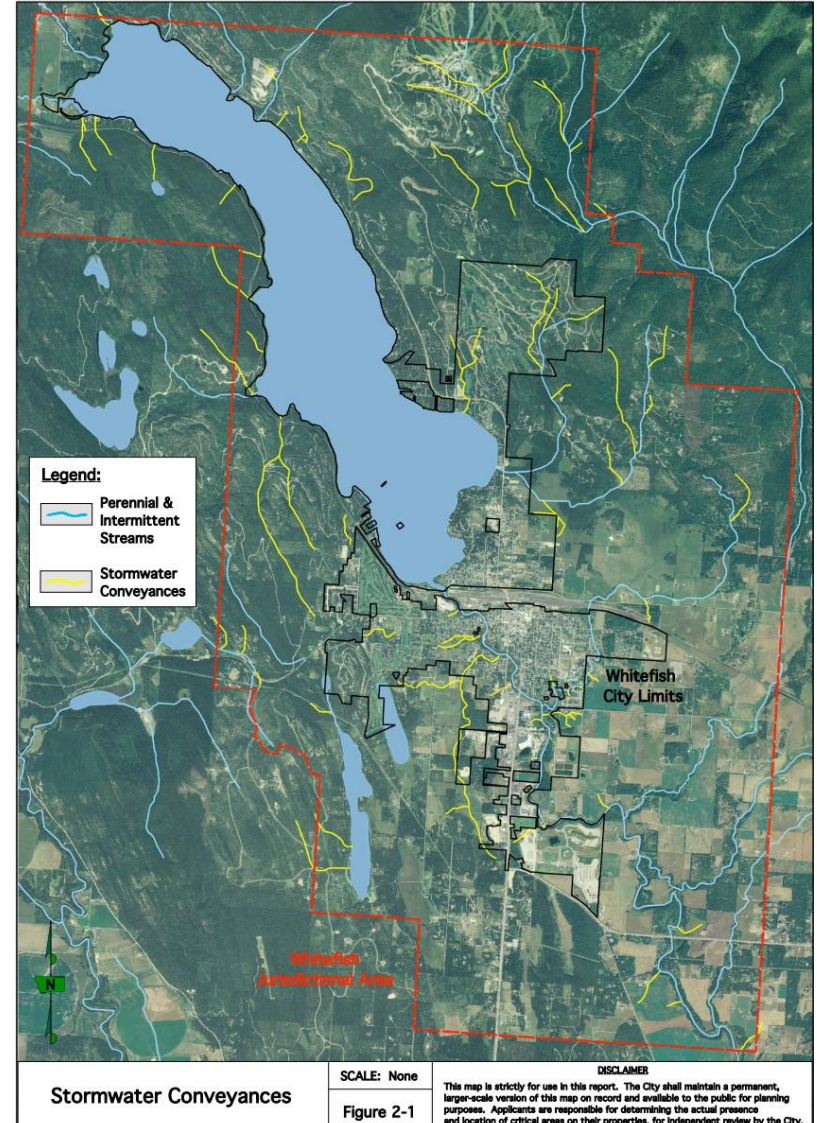 Legend:
Perennial &
Intermittent
Streams
Stormwater
Conveyances
Whitefish
City Limits
Whitefish
Jurisdictional Area
N
Stormwater Conveyances
SCALE: None
Figure 2-1
DISCLAIMER
This map is strictly for use in this report. The City shall maintain a permanent,
larger-scale version of this map on record and available to the public for planning
purposes. Applicants are responsible for determining the actual presence
and location of critical areas on their properties, for independent review by the City.